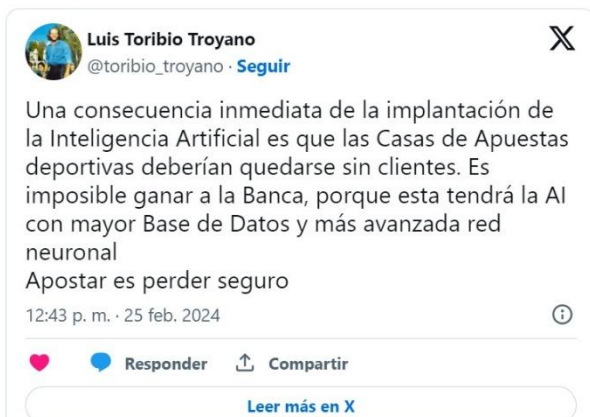 Luis Toribio Troyano
@toribio_troyano · Seguir
Una consecuencia inmediata de la implantación de
la Inteligencia Artificial es que las Casas de Apuestas
deportivas deberían quedarse sin clientes. Es
imposible ganar a la Banca, porque esta tendrá la AI
con mayor Base de Datos y más avanzada red
neuronal
Apostar es perder seguro
12:43 p. m. · 25 feb. 2024
Responder Compartir
Leer más en X